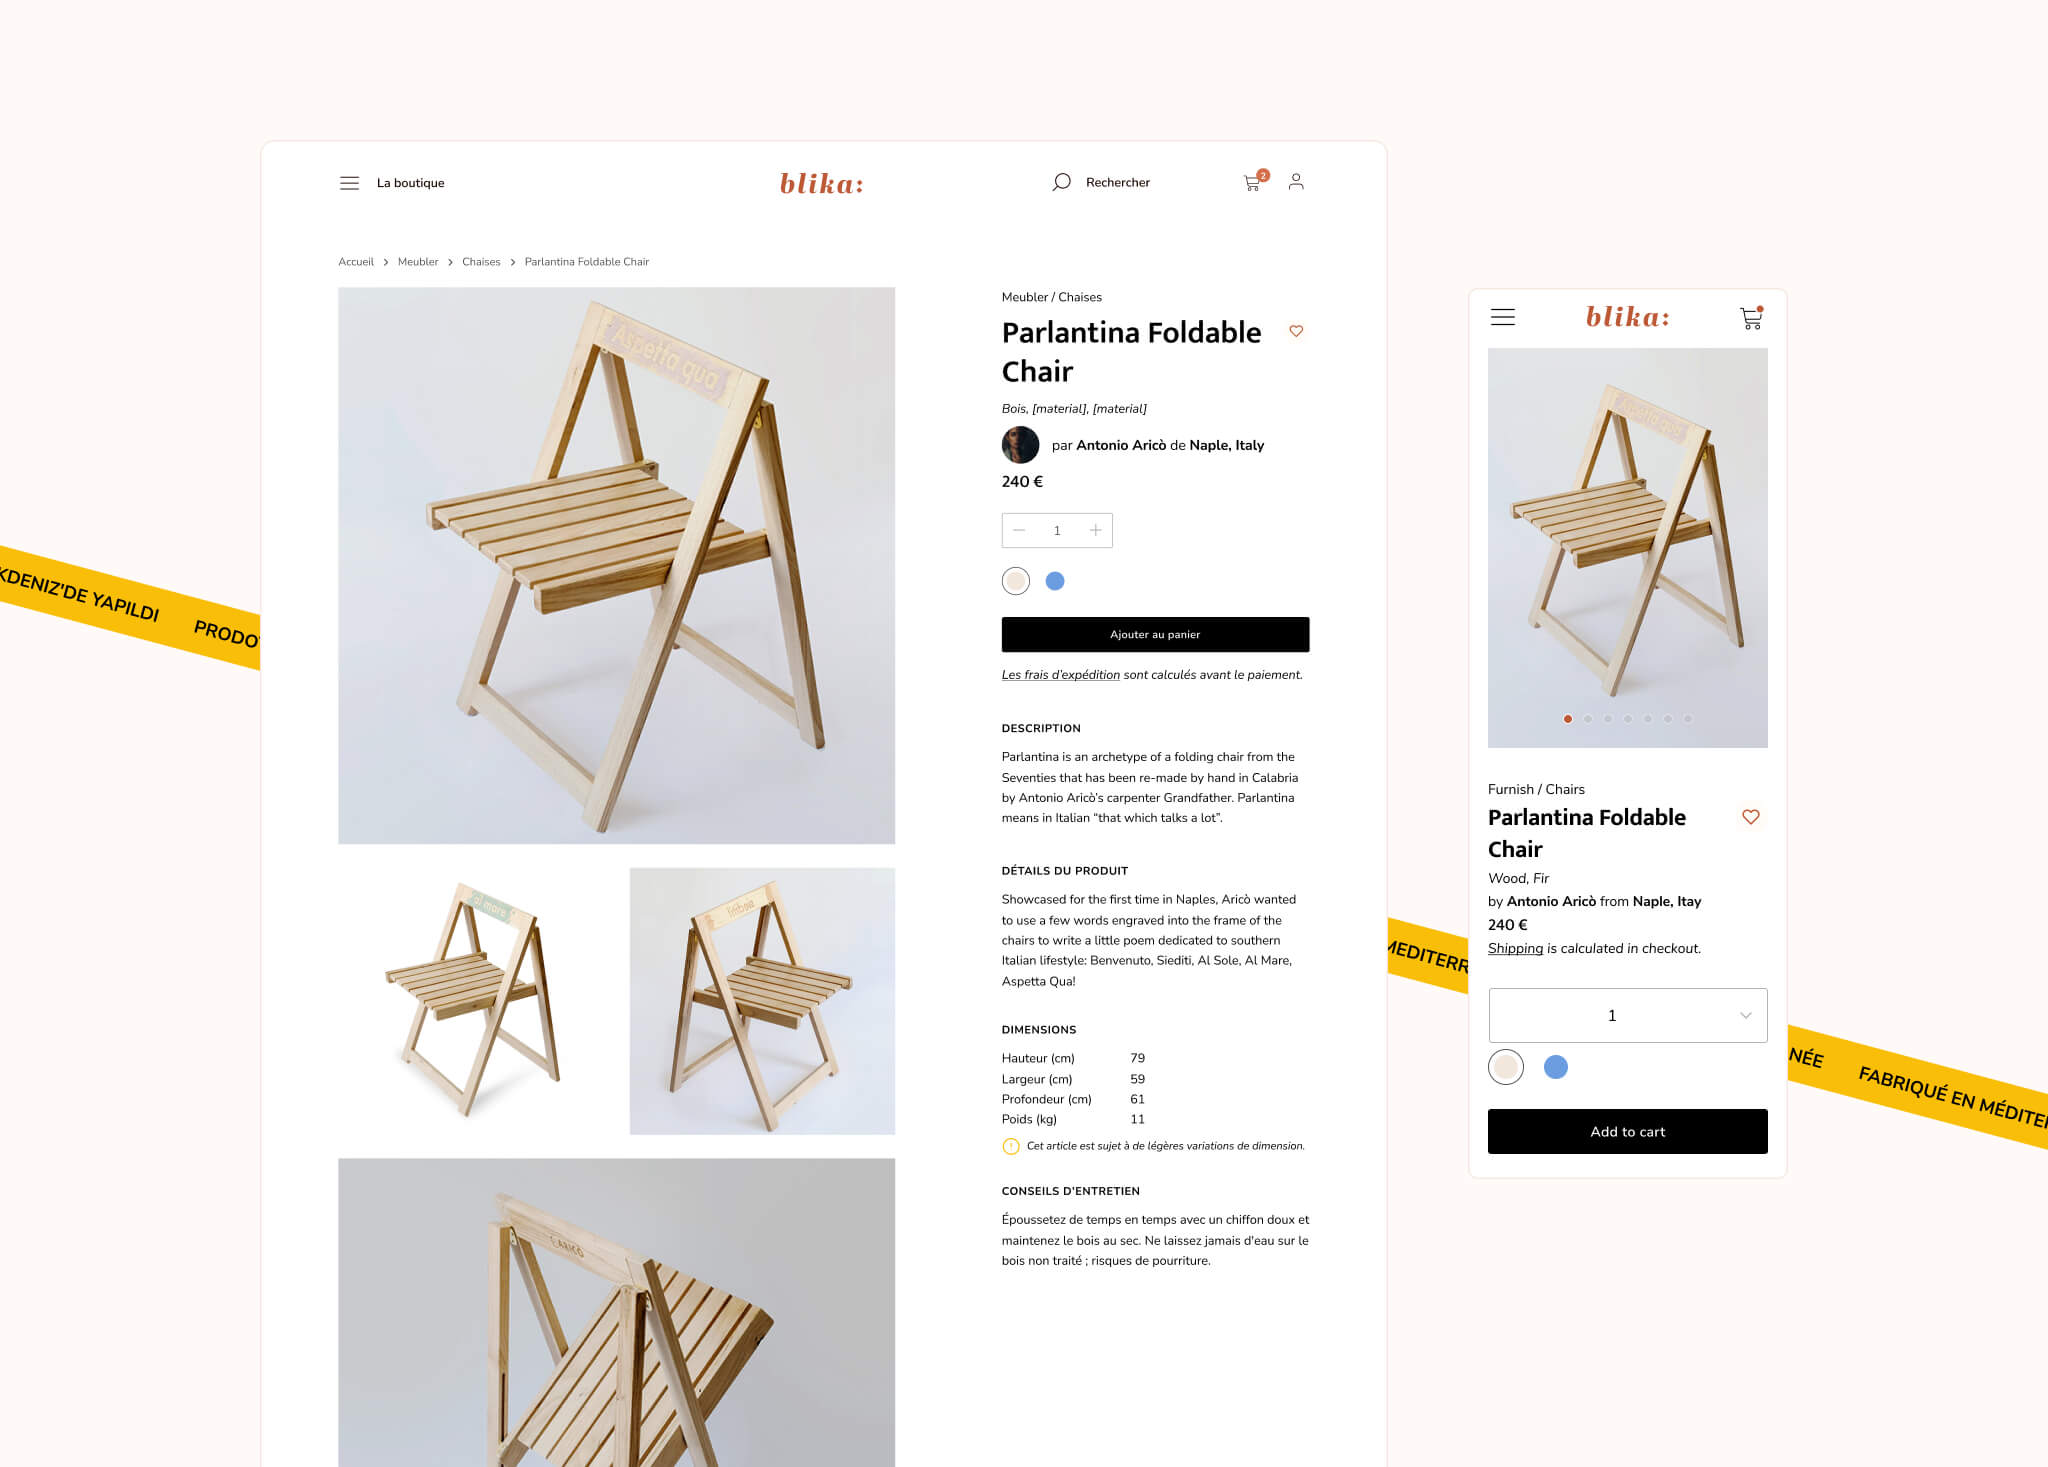 La boutique
blika:
Rechercher
2
Accueil > Meubler > Chaises > Parlantina Foldable Chair
Aspetta qua
al mare
L'ARICÒ
Meubler / Chaises
Parlantina Foldable
Chair
Bois, [material], [material]
par Antonio Aricò de Naple, Italy
240 €
1
Ajouter au panier
Les frais d'expédition sont calculés avant le paiement.
DESCRIPTION
Parlantina is an archetype of a folding chair from the
Seventies that has been re-made by hand in Calabria
by Antonio Aricò's carpenter Grandfather. Parlantina
means in Italian “that which talks a lot”.
DÉTAILS DU PRODUIT
Showcased for the first time in Naples, Aricò wanted
to use a few words engraved into the frame of the
chairs to write a little poem dedicated to southern
Italian lifestyle: Benvenuto, Siediti, Al Sole, Al Mare,
Aspetta Qua!
DIMENSIONS
Hauteur (cm) 79
Largeur (cm) 59
Profondeur (cm) 61
Poids (kg) 11
Cet article est sujet à de légères variations de dimension.
CONSEILS D'ENTRETIEN
Époussetez de temps en temps avec un chiffon doux et
maintenez le bois au sec. Ne laissez jamais d'eau sur le
bois non traité ; risques de pourriture.
blika:
Aspetta qua
Furnish / Chairs
Parlantina Foldable
Chair
Wood, Fir
by Antonio Aricò from Naple, Itay
240 €
Shipping is calculated in checkout.
1
Add to cart
KDENIZ'DE YAPILDI PRODOT
MEDITERR
NÉE FABRIQUÉ EN MÉDITER